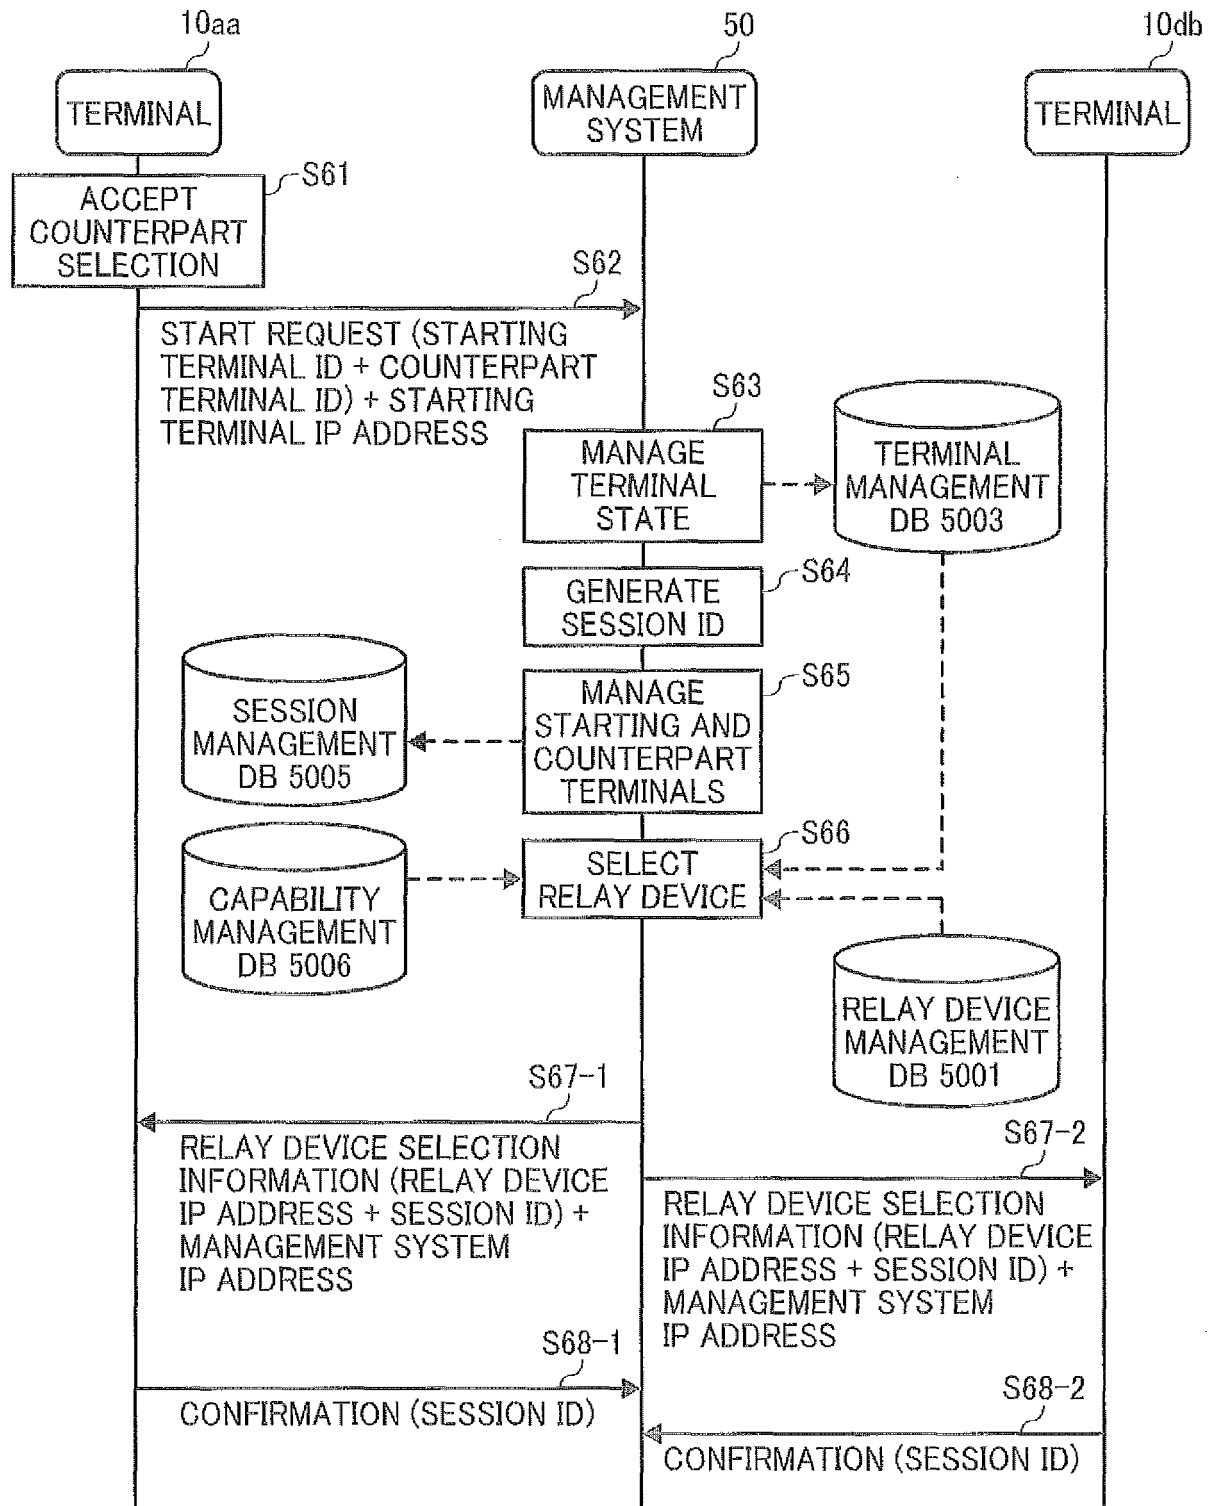 10aa
50
10db
TERMINAL
MANAGEMENT
SYSTEM
TERMINAL
S61
ACCEPT
COUNTERPART
SELECTION
S62
START REQUEST (STARTING
TERMINAL ID + COUNTERPART
TERMINAL ID) + STARTING
TERMINAL IP ADDRESS
S63
MANAGE
TERMINAL
STATE
TERMINAL
MANAGEMENT
DB 5003
S64
GENERATE
SESSION ID
S65
MANAGE
STARTING AND
COUNTERPART
TERMINALS
SESSION
MANAGEMENT
DB 5005
S66
SELECT
RELAY DEVICE
CAPABILITY
MANAGEMENT
DB 5006
RELAY DEVICE
MANAGEMENT
DB 5001
S67-1
RELAY DEVICE SELECTION
INFORMATION (RELAY DEVICE
IP ADDRESS + SESSION ID) +
MANAGEMENT SYSTEM
IP ADDRESS
S67-2
RELAY DEVICE SELECTION
INFORMATION (RELAY DEVICE
IP ADDRESS + SESSION ID) +
MANAGEMENT SYSTEM
IP ADDRESS
S68-1
CONFIRMATION (SESSION ID)
S68-2
CONFIRMATION (SESSION ID)